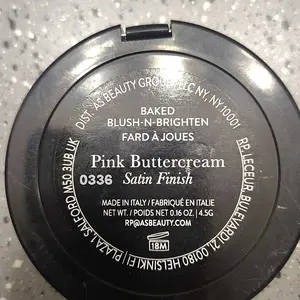 DIST. AS BEAUTY GROUP LLC NY, NY 10001
RP. LECEUR, BOULEVARD 21, 00180 HELSINKI FI, PLAZA 1, SALFORD M50 3UB UK
BAKED
BLUSH-N-BRIGHTEN
FARD À JOUES
Pink Buttercream
0336 Satin Finish
MADE IN ITALY / FABRIQUÉ EN ITALIE
NET WT. / POIDS NET 0.16 OZ. | 4.5G
RP@ASBEAUTY.COM
18M